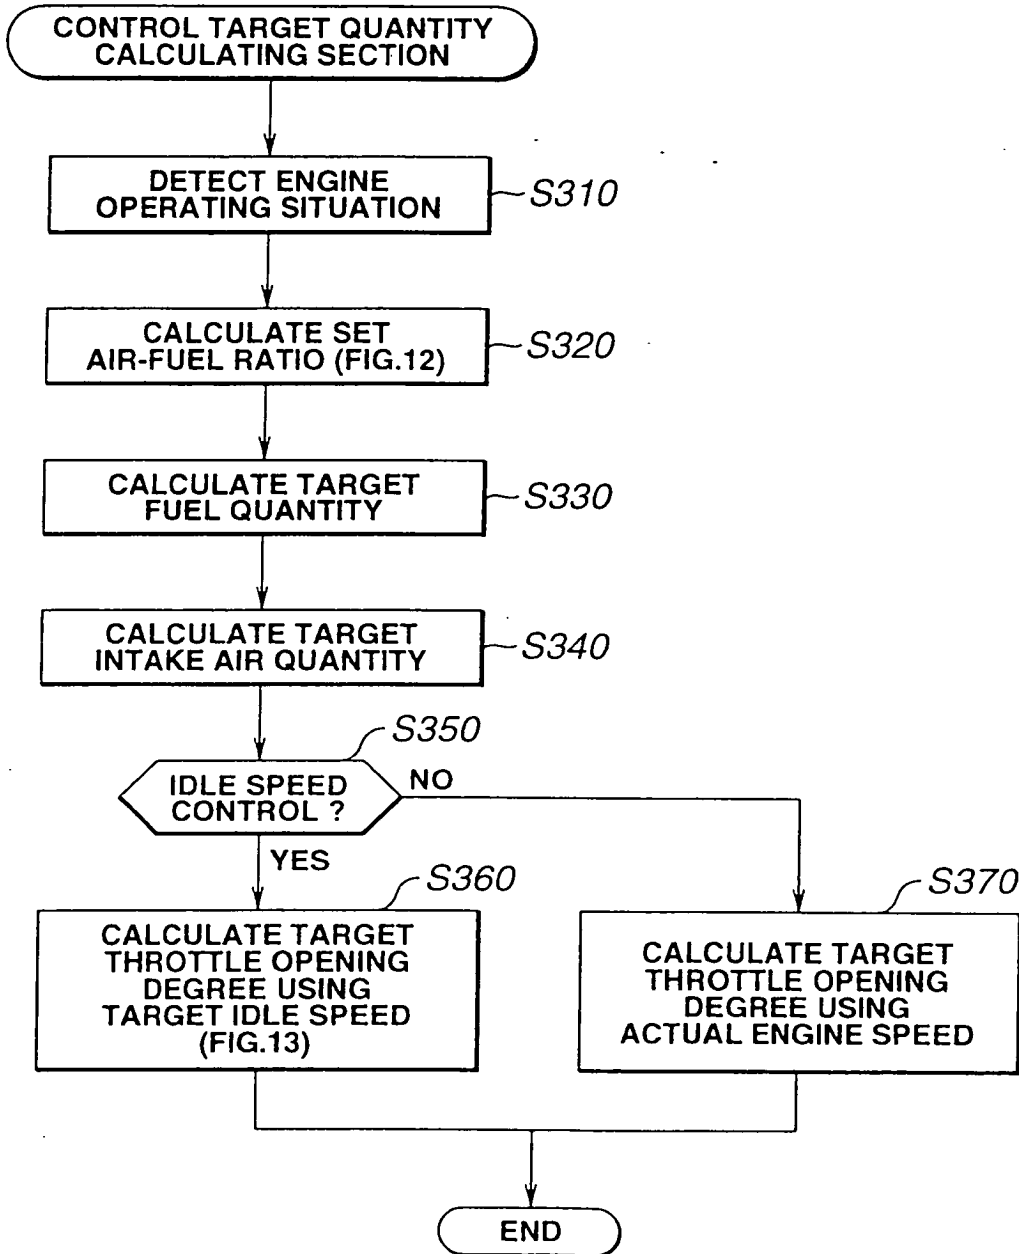 CONTROL TARGET QUANTITY
CALCULATING SECTION
DETECT ENGINE
OPERATING SITUATION
S310
CALCULATE SET
AIR-FUEL RATIO (FIG.12)
S320
CALCULATE TARGET
FUEL QUANTITY
S330
CALCULATE TARGET
INTAKE AIR QUANTITY
S340
S350
IDLE SPEED
CONTROL ?
NO
YES
S360
CALCULATE TARGET
THROTTLE OPENING
DEGREE USING
TARGET IDLE SPEED
(FIG.13)
S370
CALCULATE TARGET
THROTTLE OPENING
DEGREE USING
ACTUAL ENGINE SPEED
END